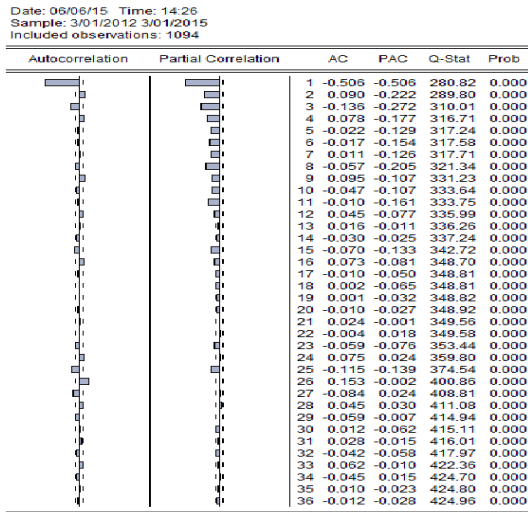 Date: 06/06/15 Time: 14:26
Sample: 3/01/2012 3/01/2015
Included observations: 1094
Autocorrelation Partial Correlation AC PAC Q-Stat Prob
1 -0.506 -0.506 280.82 0.000
2 0.090 -0.222 289.80 0.000
3 -0.136 -0.272 310.01 0.000
4 0.078 -0.177 316.71 0.000
5 -0.022 -0.129 317.24 0.000
6 -0.017 -0.154 317.58 0.000
7 0.011 -0.126 317.71 0.000
8 -0.057 -0.205 321.34 0.000
9 0.095 -0.107 331.23 0.000
10 -0.047 -0.107 333.64 0.000
11 -0.010 -0.161 333.75 0.000
12 0.045 -0.077 335.99 0.000
13 0.016 -0.011 336.26 0.000
14 -0.030 -0.025 337.24 0.000
15 -0.070 -0.133 342.72 0.000
16 0.073 -0.081 348.70 0.000
17 -0.010 -0.050 348.81 0.000
18 0.002 -0.065 348.81 0.000
19 0.001 -0.032 348.82 0.000
20 -0.010 -0.027 348.92 0.000
21 0.024 -0.001 349.56 0.000
22 -0.004 0.018 349.58 0.000
23 -0.059 -0.076 353.44 0.000
24 0.075 0.024 359.80 0.000
25 -0.115 -0.139 374.54 0.000
26 0.153 -0.002 400.86 0.000
27 -0.084 0.024 408.81 0.000
28 0.045 0.030 411.08 0.000
29 -0.059 -0.007 414.94 0.000
30 0.012 -0.062 415.11 0.000
31 0.028 -0.015 416.01 0.000
32 -0.042 -0.058 417.97 0.000
33 0.062 -0.010 422.36 0.000
34 -0.045 0.015 424.70 0.000
35 0.010 -0.023 424.80 0.000
36 -0.012 -0.028 424.96 0.000